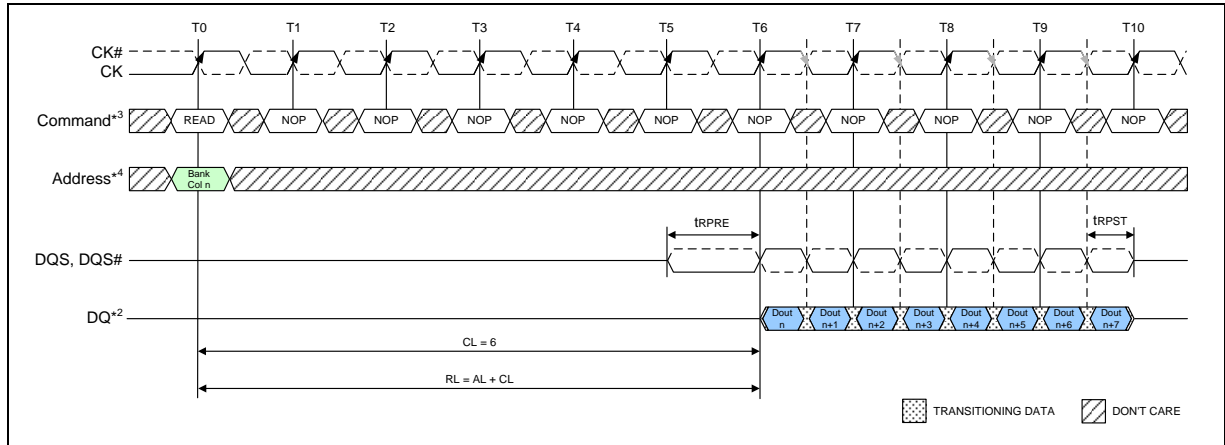 T0 T1 T2 T3 T4 T5 T6 T7 T8 T9 T10
CK#
CK
Command*3 READ NOP NOP NOP NOP NOP NOP NOP NOP NOP NOP
Address*4 Bank
Col n
tRPRE tRPST
DQS, DQS#
DQ*2 Dout
n Dout
n+1 Dout
n+2 Dout
n+3 Dout
n+4 Dout
n+5 Dout
n+6 Dout
n+7
CL = 6
RL = AL + CL
TRANSITIONING DATA DON'T CARE